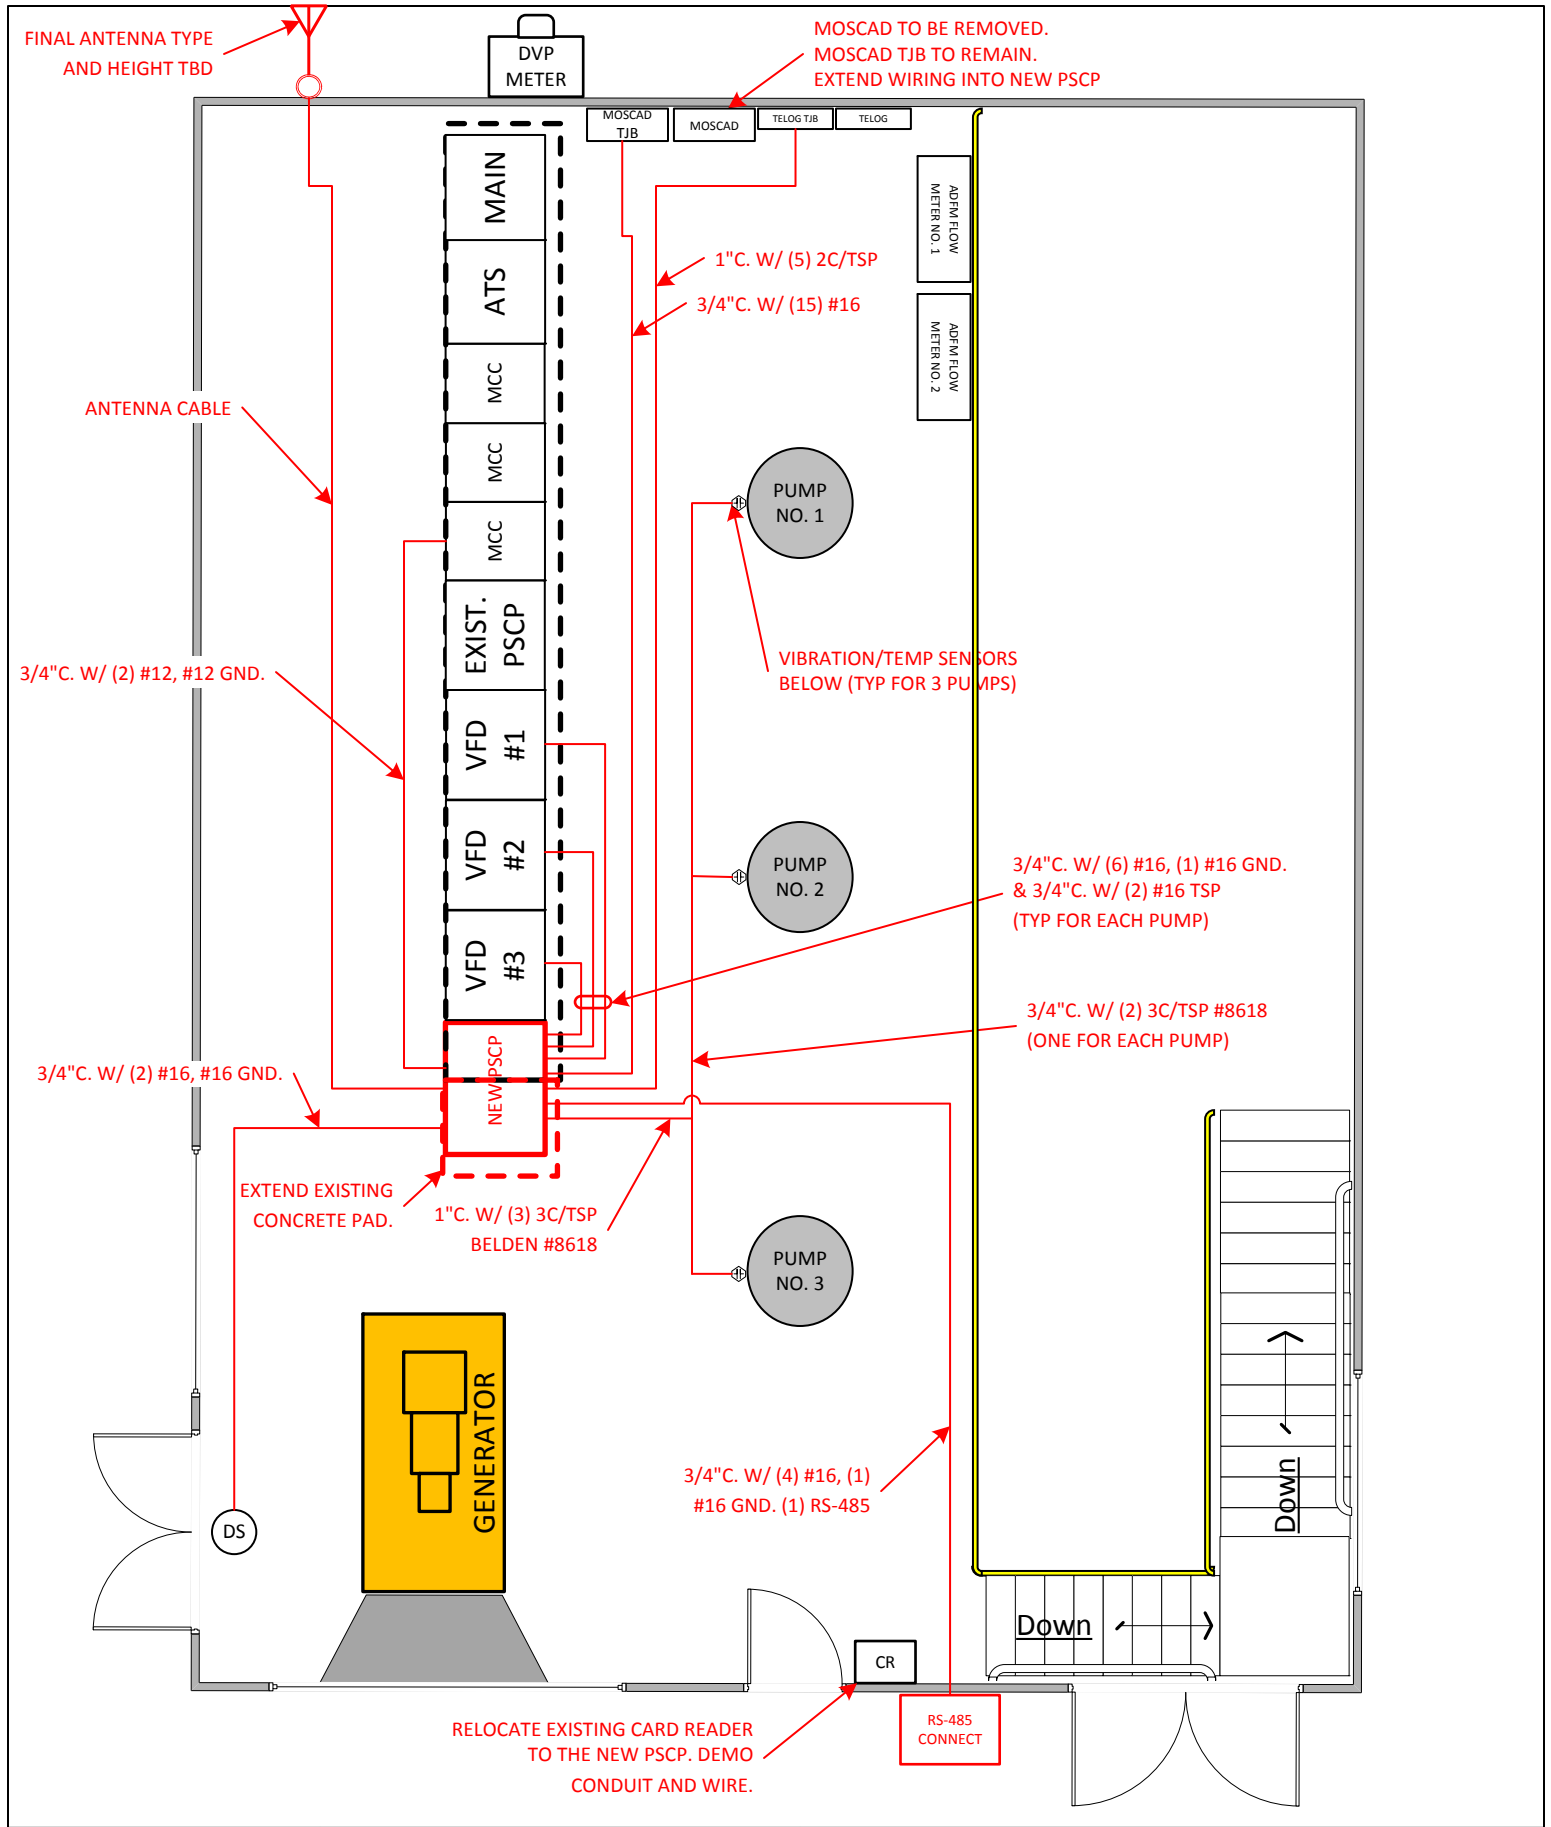 FINAL ANTENNA TYPE
AND HEIGHT TBD
DVP
METER
MOSCAD TO BE REMOVED.
MOSCAD TJB TO REMAIN.
EXTEND WIRING INTO NEW PSCP
MOSCAD
TJB
MOSCAD
TELOG TJB
TELOG
MAIN
ATS
MCC
MCC
MCC
EXIST.
PSCP
VFD
#1
VFD
#2
VFD
#3
NEW PSCP
ADFM FLOW
METER NO. 1
ADFM FLOW
METER NO. 2
1"C. W/ (5) 2C/TSP
3/4"C. W/ (15) #16
ANTENNA CABLE
PUMP
NO. 1
3/4"C. W/ (2) #12, #12 GND.
VIBRATION/TEMP SENSORS
BELOW (TYP FOR 3 PUMPS)
PUMP
NO. 2
3/4"C. W/ (6) #16, (1) #16 GND.
& 3/4"C. W/ (2) #16 TSP
(TYP FOR EACH PUMP)
3/4"C. W/ (2) 3C/TSP #8618
(ONE FOR EACH PUMP)
3/4"C. W/ (2) #16, #16 GND.
EXTEND EXISTING
CONCRETE PAD.
1"C. W/ (3) 3C/TSP
BELDEN #8618
PUMP
NO. 3
GENERATOR
3/4"C. W/ (4) #16, (1)
#16 GND. (1) RS-485
DS
Down
Down
CR
RELOCATE EXISTING CARD READER
TO THE NEW PSCP. DEMO
CONDUIT AND WIRE.
RS-485
CONNECT